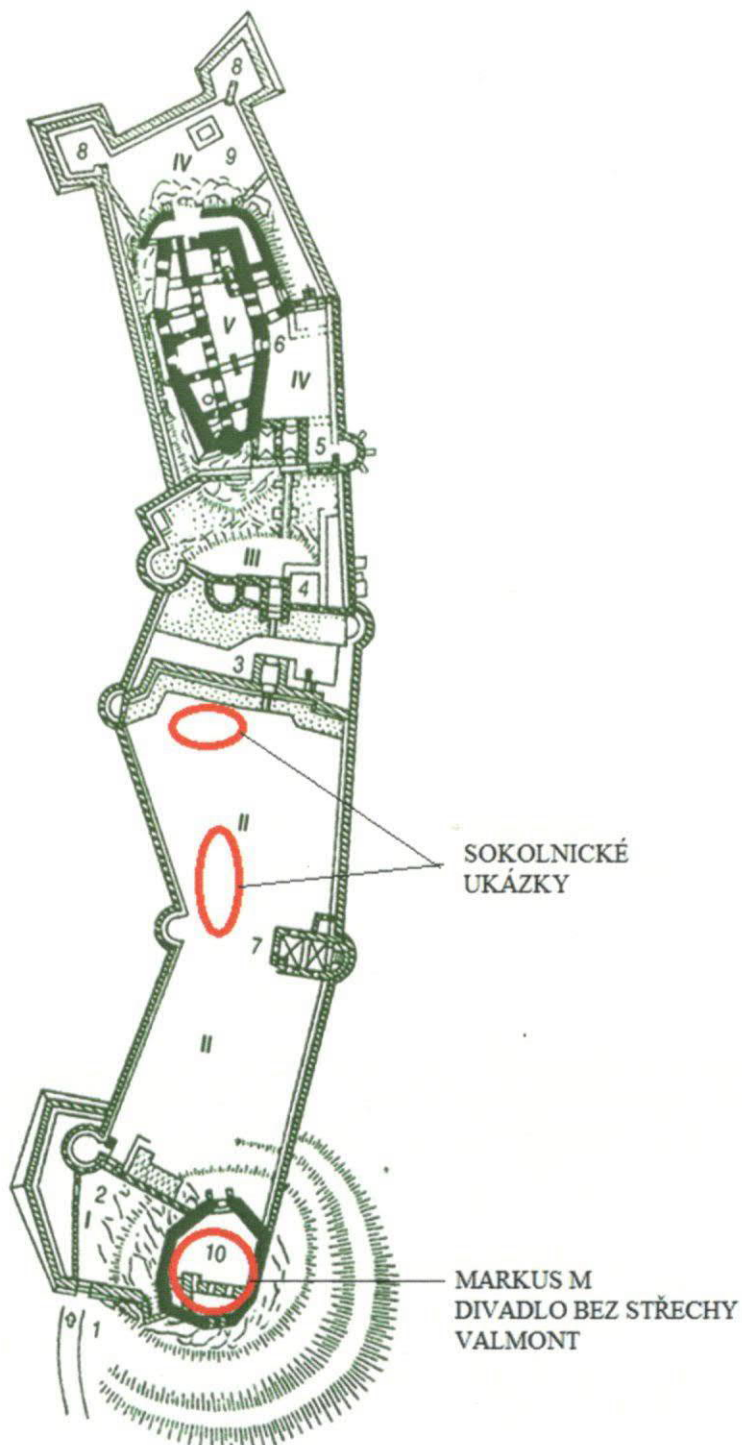 8
8
IV
9
V
6
IV
5
III
4
3
II
SOKOLNICKÉ
UKÁZKY
7
II
2
I
10
MARKUS M
DIVADLO BEZ STŘECHY
VALMONT
1